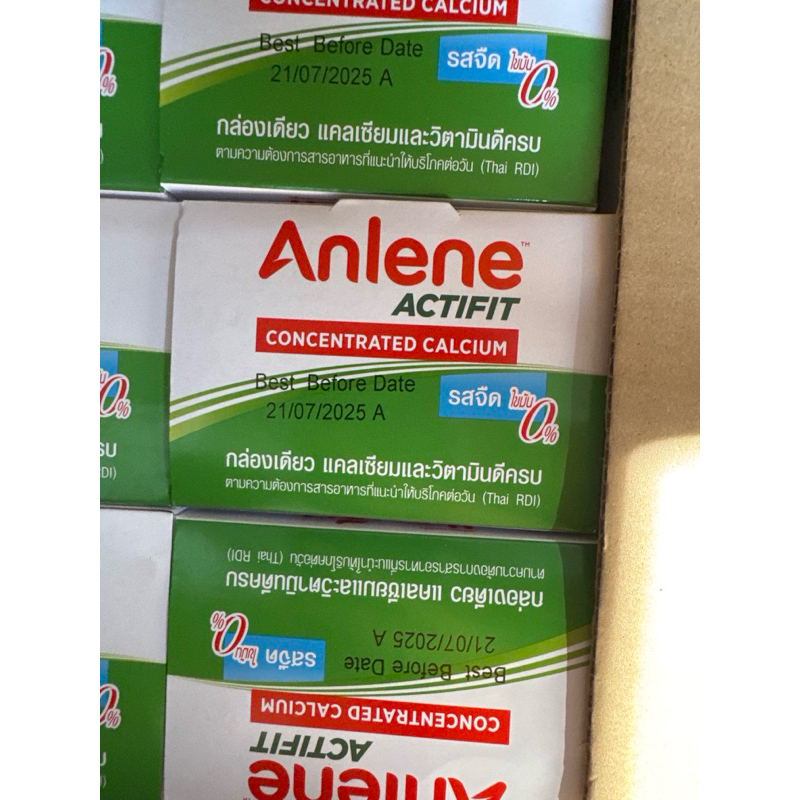 CONCENTRATED CALCIUM
Best Before Date
21/07/2025 A
รสจืด ไขมัน 0%
กล่องเดียว แคลเซียมและวิตามินดีครบ
ตามความต้องการสารอาหารที่แนะนำให้บริโภคต่อวัน (Thai RDI)
Anlene™
ACTIFIT
CONCENTRATED CALCIUM
Best Before Date
21/07/2025 A
รสจืด ไขมัน 0%
กล่องเดียว แคลเซียมและวิตามินดีครบ
ตามความต้องการสารอาหารที่แนะนำให้บริโภคต่อวัน (Thai RDI)
Anlene
ACTIFIT
CONCENTRATED CALCIUM
Best Before Date
21/07/2025 A
รสจืด ไขมัน 0%
กล่องเดียว แคลเซียมและวิตามินดีครบ
ตามความต้องการสารอาหารที่แนะนำให้บริโภคต่อวัน (Thai RDI)